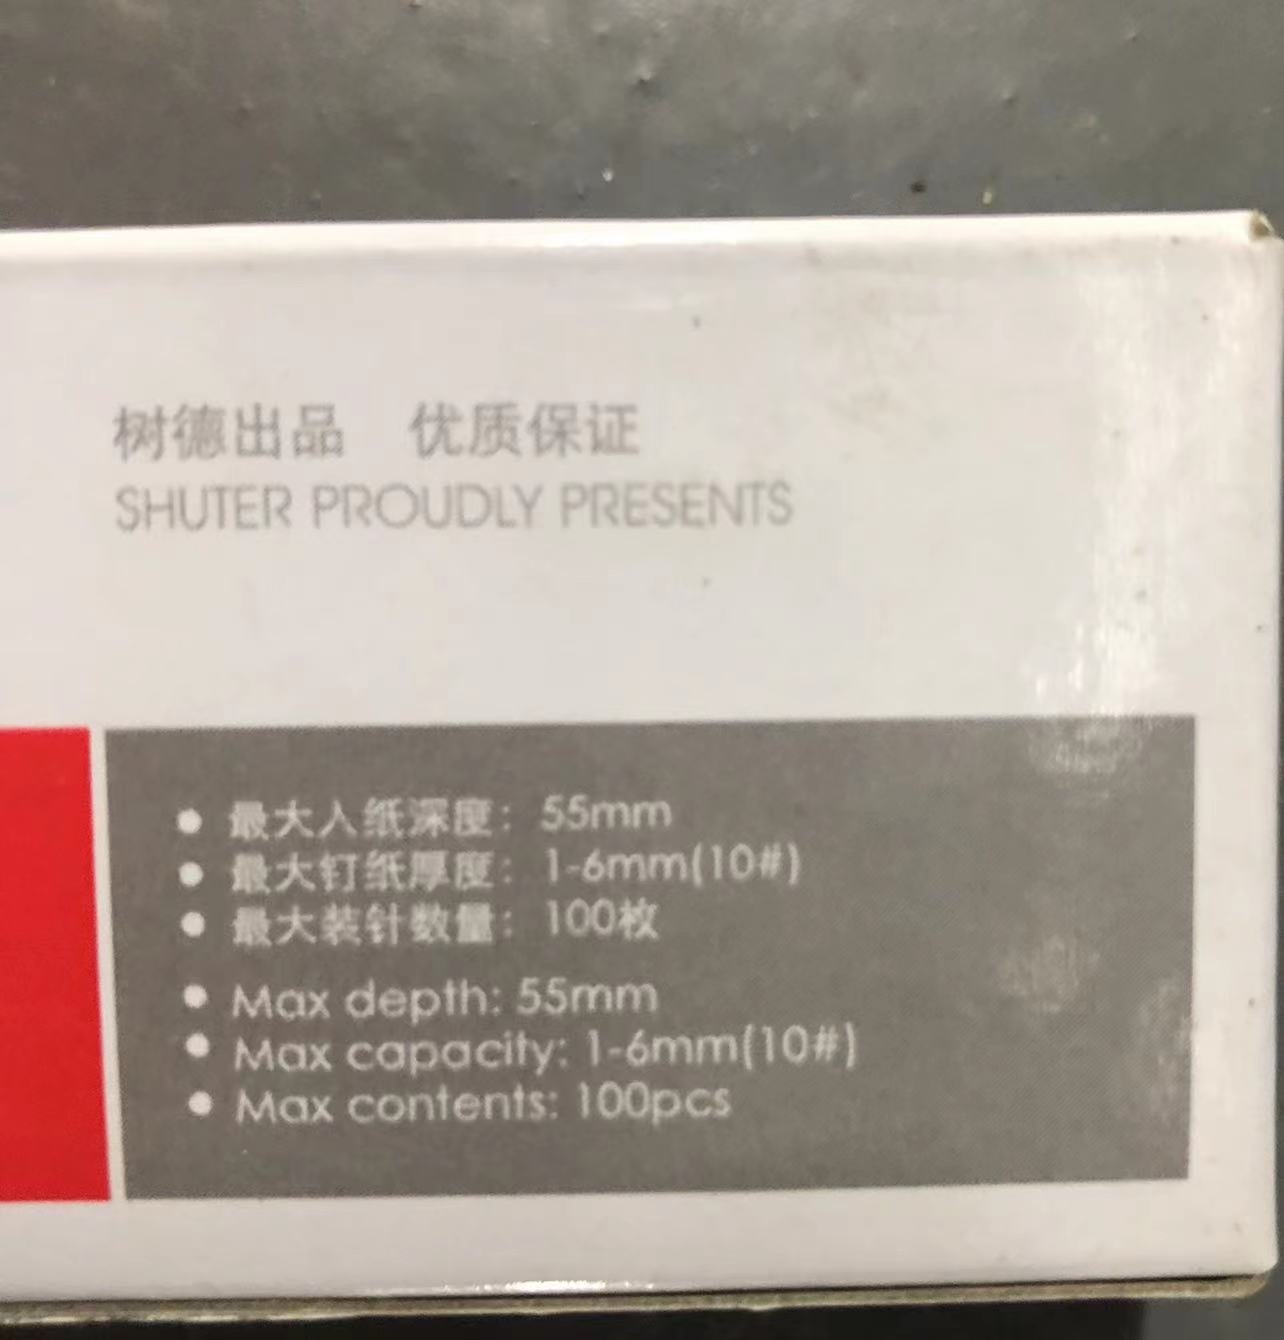 树德出品 优质保证
SHUTER PROUDLY PRESENTS
● 最大入纸深度：55mm
● 最大钉纸厚度：1-6mm(10#)
● 最大装针数量：100枚
● Max depth: 55mm
● Max capacity: 1-6mm(10#)
● Max contents: 100pcs